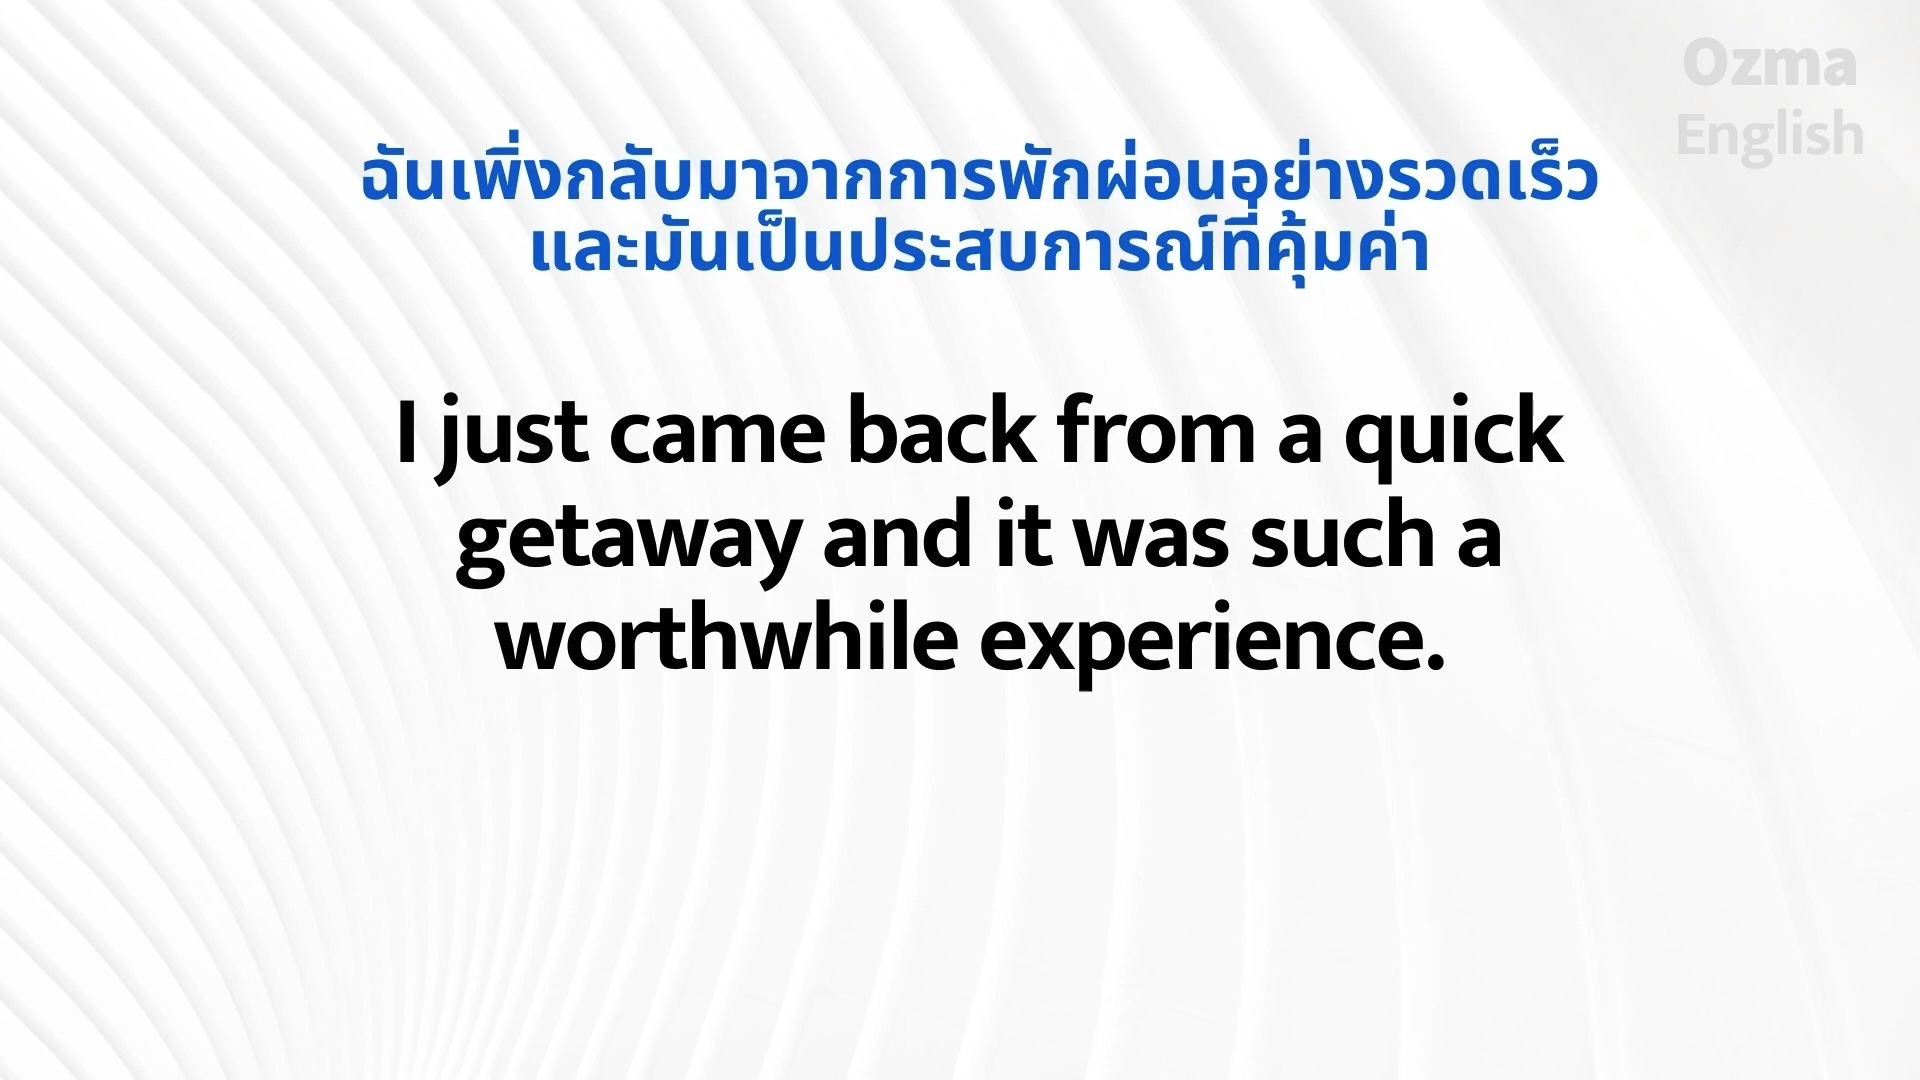 Ozma
English
ฉันเพิ่งกลับมาจากการพักผ่อนอย่างรวดเร็ว
และมันเป็นประสบการณ์ที่คุ้มค่า
I just came back from a quick
getaway and it was such a
worthwhile experience.